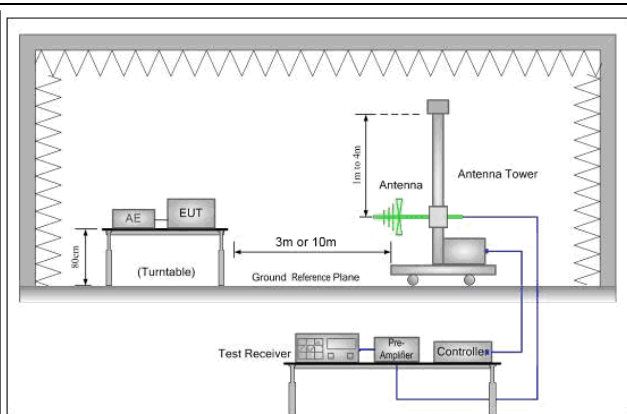 1m to 4m
Antenna
Antenna Tower
AE
EUT
80cm
(Turntable)
3m or 10m
Ground Reference Plane
Test Receiver
Pre-
Amplifier
Controller